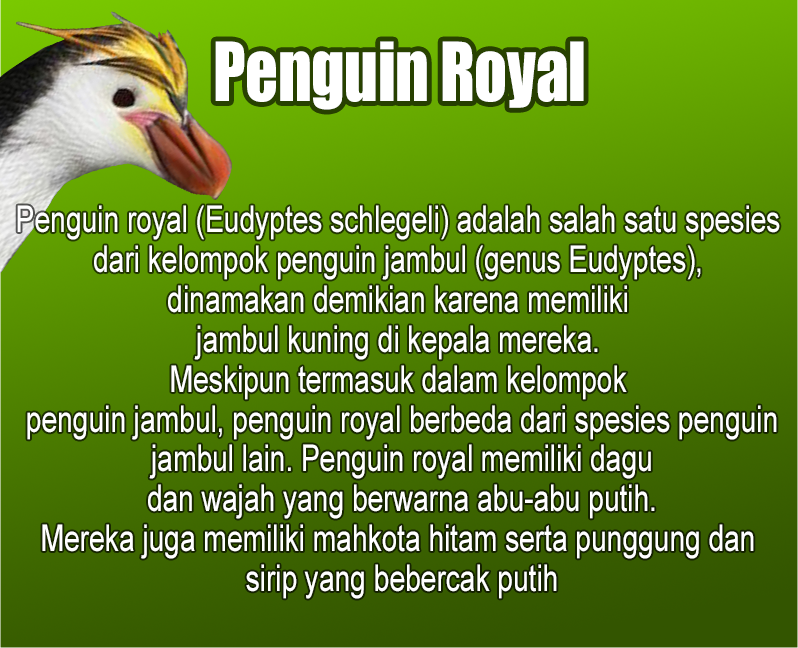 Penguin Royal
Penguin royal (Eudyptes schlegeli) adalah salah satu spesies
dari kelompok penguin jambul (genus Eudyptes),
dinamakan demikian karena memiliki
jambul kuning di kepala mereka.
Meskipun termasuk dalam kelompok
penguin jambul, penguin royal berbeda dari spesies penguin
jambul lain. Penguin royal memiliki dagu
dan wajah yang berwarna abu-abu putih.
Mereka juga memiliki mahkota hitam serta punggung dan
sirip yang bebercak putih